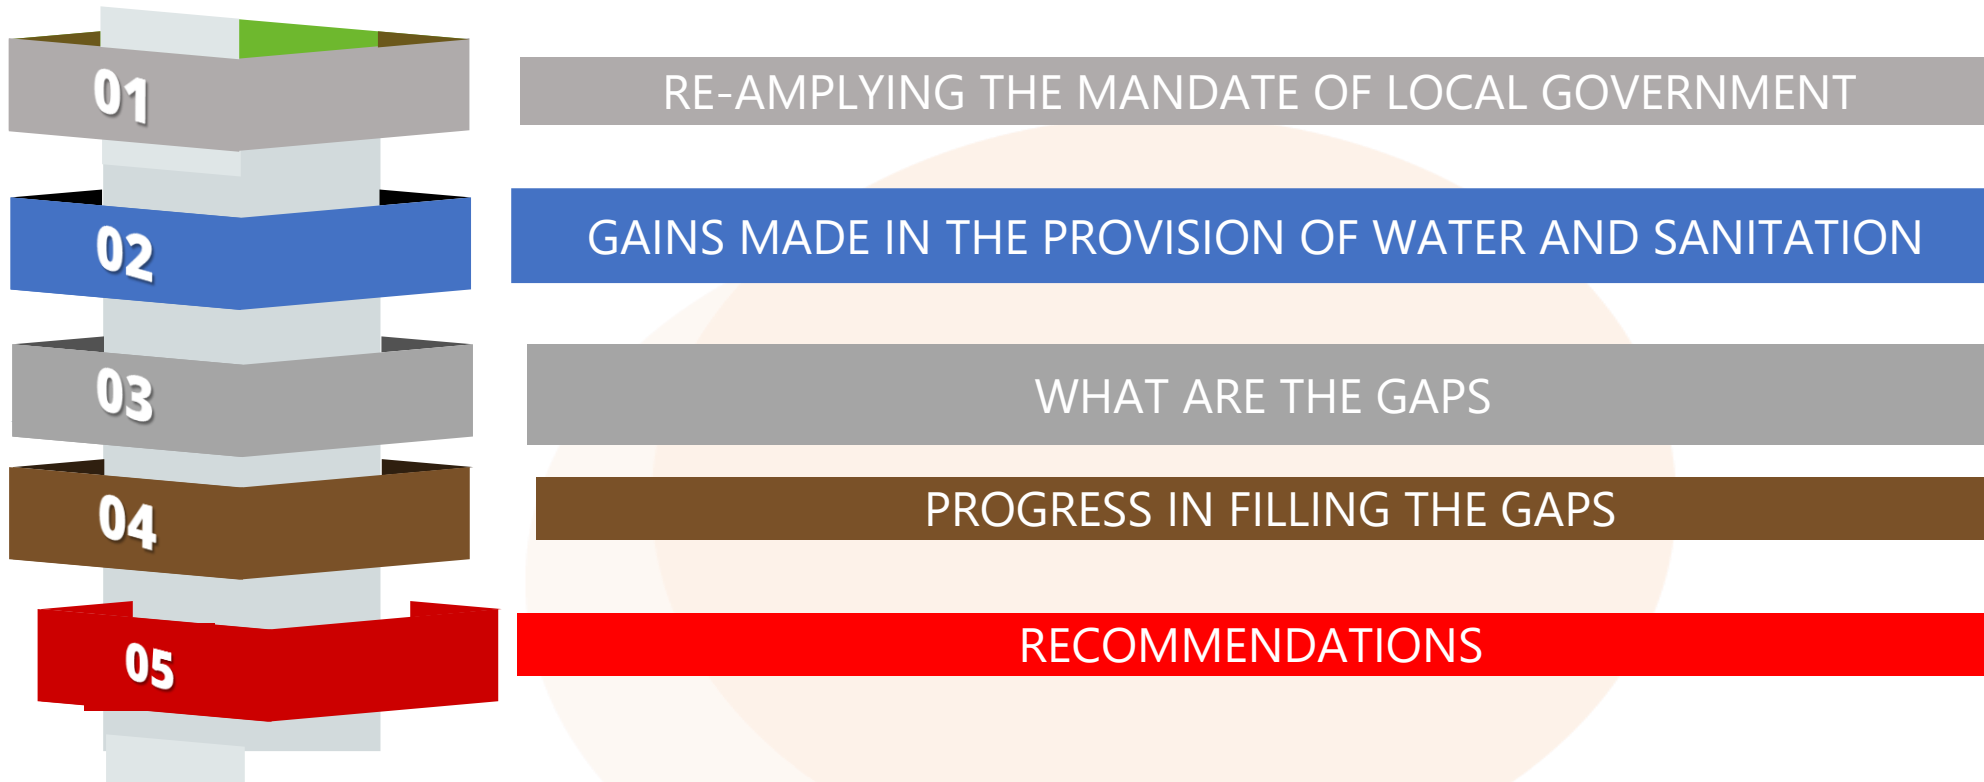 01
RE-AMPLYING THE MANDATE OF LOCAL GOVERNMENT
02
GAINS MADE IN THE PROVISION OF WATER AND SANITATION
03
WHAT ARE THE GAPS
04
PROGRESS IN FILLING THE GAPS
05
RECOMMENDATIONS